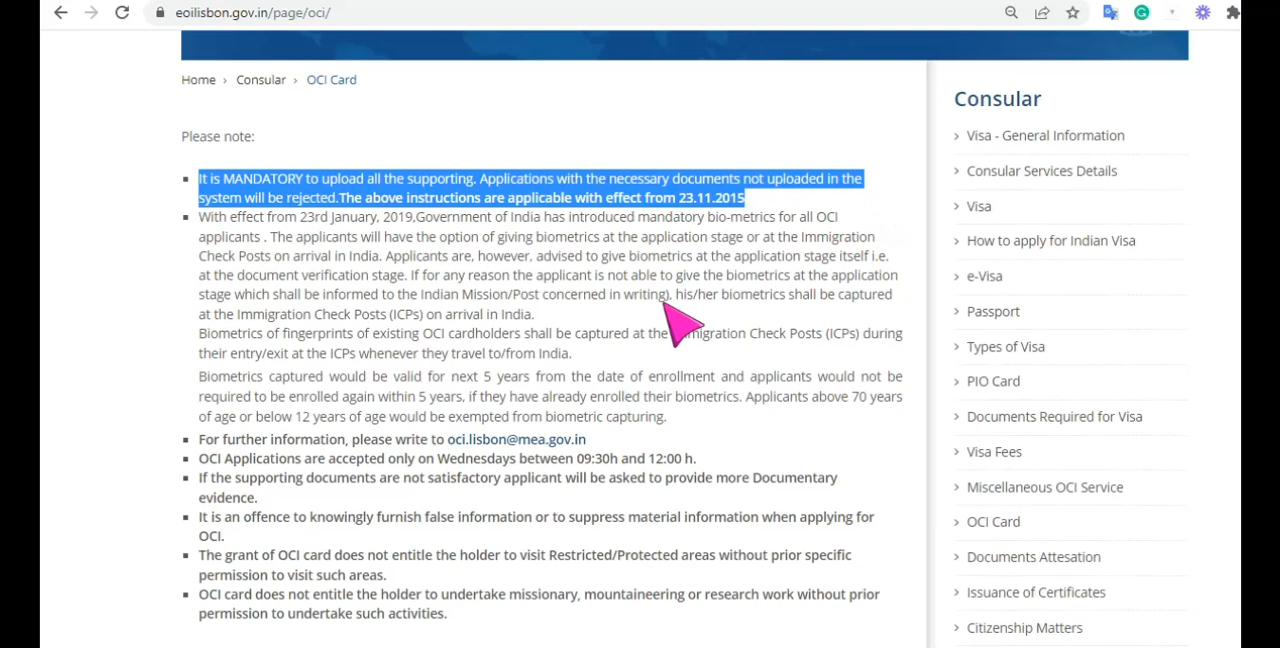 eoilisbon.gov.in/page/oci/
Home › Consular › OCI Card
Please note:
It is MANDATORY to upload all the supporting. Applications with the necessary documents not uploaded in the
system will be rejected.The above instructions are applicable with effect from 23.11.2015
With effect from 23rd January, 2019,Government of India has introduced mandatory bio-metrics for all OCI
applicants . The applicants will have the option of giving biometrics at the application stage or at the Immigration
Check Posts on arrival in India. Applicants are, however, advised to give biometrics at the application stage itself i.e.
at the document verification stage. If for any reason the applicant is not able to give the biometrics at the application
stage which shall be informed to the Indian Mission/Post concerned in writing), his/her biometrics shall be captured
at the Immigration Check Posts (ICPs) on arrival in India.
Biometrics of fingerprints of existing OCI cardholders shall be captured at the migration Check Posts (ICPs) during
their entry/exit at the ICPs whenever they travel to/from India.
Biometrics captured would be valid for next 5 years from the date of enrollment and applicants would not be
required to be enrolled again within 5 years, if they have already enrolled their biometrics. Applicants above 70 years
of age or below 12 years of age would be exempted from biometric capturing.
For further information, please write to oci.lisbon@mea.gov.in
OCI Applications are accepted only on Wednesdays between 09:30h and 12:00 h.
If the supporting documents are not satisfactory applicant will be asked to provide more Documentary
evidence.
It is an offence to knowingly furnish false information or to suppress material information when applying for
OCI.
The grant of OCI card does not entitle the holder to visit Restricted/Protected areas without prior specific
permission to visit such areas.
OCI card does not entitle the holder to undertake missionary, mountaineering or research work without prior
permission to undertake such activities.
Consular
Visa - General Information
Consular Services Details
Visa
How to apply for Indian Visa
e-Visa
Passport
Types of Visa
PIO Card
Documents Required for Visa
Visa Fees
Miscellaneous OCI Service
OCI Card
Documents Attesation
Issuance of Certificates
Citizenship Matters